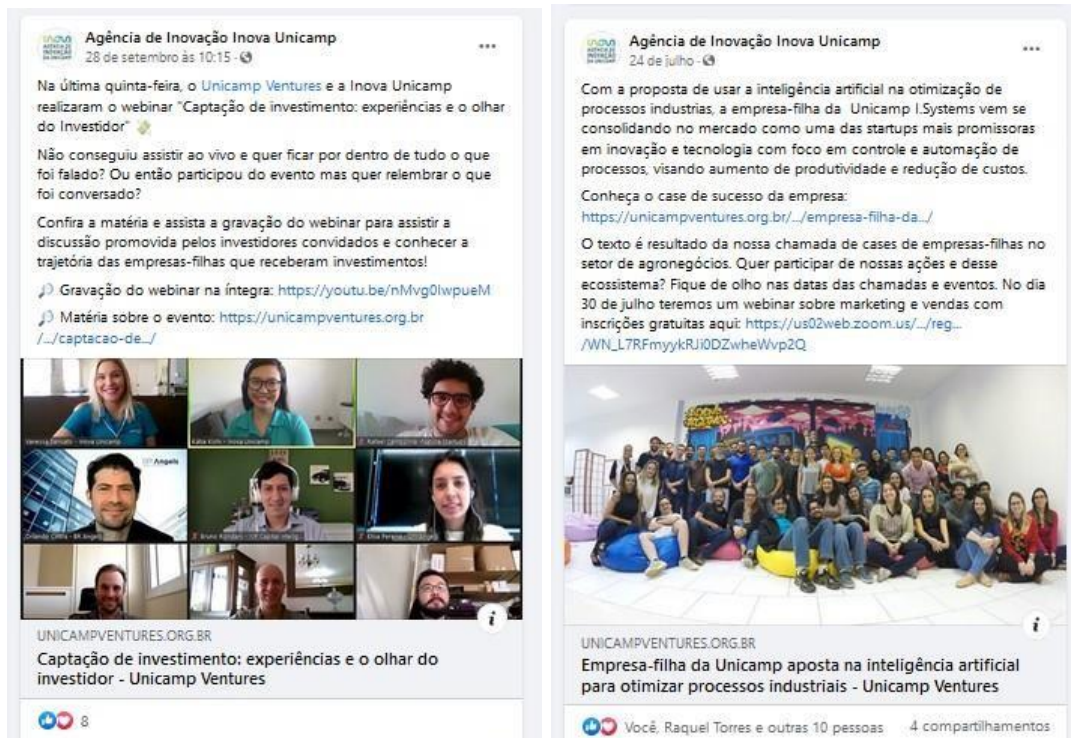 Agência de Inovação Inova Unicamp
28 de setembro às 10:15 ·
Na última quinta-feira, o Unicamp Ventures e a Inova Unicamp
realizaram o webinar "Captação de investimento: experiências e o olhar
do Investidor"
Não conseguiu assistir ao vivo e quer ficar por dentro de tudo o que
foi falado? Ou então participou do evento mas quer relembrar o que
foi conversado?
Confira a matéria e assista a gravação do webinar para assistir a
discussão promovida pelos investidores convidados e conhecer a
trajetória das empresas-filhas que receberam investimentos!
Gravação do webinar na íntegra: https://youtu.be/nMvg0IwpueM
Matéria sobre o evento: https://unicampventures.org.br
/.../captacao-de.../
Inova Unicamp
Inova Unicamp
Angels
UNICAMPVENTURES.ORG.BR
Captação de investimento: experiências e o olhar do
investidor - Unicamp Ventures
8
Agência de Inovação Inova Unicamp
24 de julho ·
Com a proposta de usar a inteligência artificial na otimização de
processos industrias, a empresa-filha da Unicamp I.Systems vem se
consolidando no mercado como uma das startups mais promissoras
em inovação e tecnologia com foco em controle e automação de
processos, visando aumento de produtividade e redução de custos.
Conheça o case de sucesso da empresa:
https://unicampventures.org.br/.../empresa-filha-da.../
O texto é resultado da nossa chamada de cases de empresas-filhas no
setor de agronegócios. Quer participar de nossas ações e desse
ecossistema? Fique de olho nas datas das chamadas e eventos. No dia
30 de julho teremos um webinar sobre marketing e vendas com
inscrições gratuitas aqui: https://us02web.zoom.us/.../reg...
/WN_L7RFmyykRJi0DZwheWvp2Q
UNICAMPVENTURES.ORG.BR
Empresa-filha da Unicamp aposta na inteligência artificial
para otimizar processos industriais - Unicamp Ventures
Você, Raquel Torres e outras 10 pessoas 4 compartilhamentos